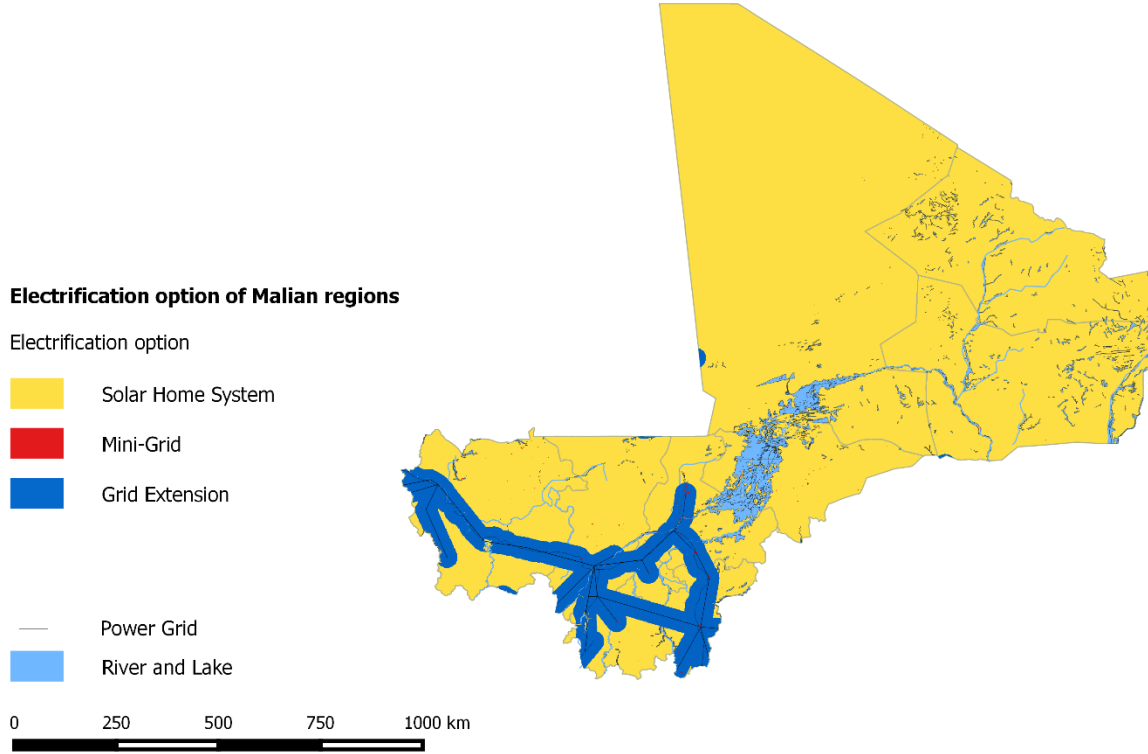 Electrification option of Malian regions
Electrification option
Solar Home System
Mini-Grid
Grid Extension
Power Grid
River and Lake
0 250 500 750 1000 km